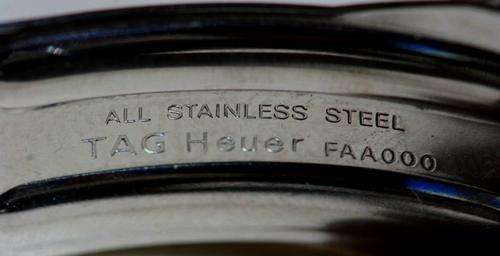 ALL STAINLESS STEEL
TAG Heuer FAA000